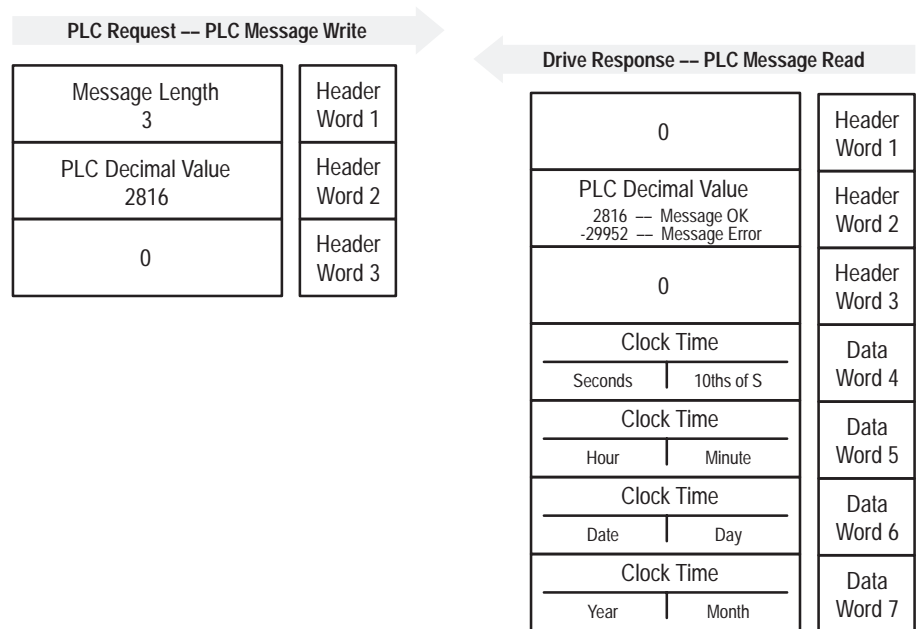 PLC Request –– PLC Message Write
Message Length
3
Header
Word 1
PLC Decimal Value
2816
Header
Word 2
0
Header
Word 3
Drive Response –– PLC Message Read
0
Header
Word 1
PLC Decimal Value
2816 –– Message OK
-29952 –– Message Error
Header
Word 2
0
Header
Word 3
Clock Time
Seconds 10ths of S
Data
Word 4
Clock Time
Hour Minute
Data
Word 5
Clock Time
Date Day
Data
Word 6
Clock Time
Year Month
Data
Word 7